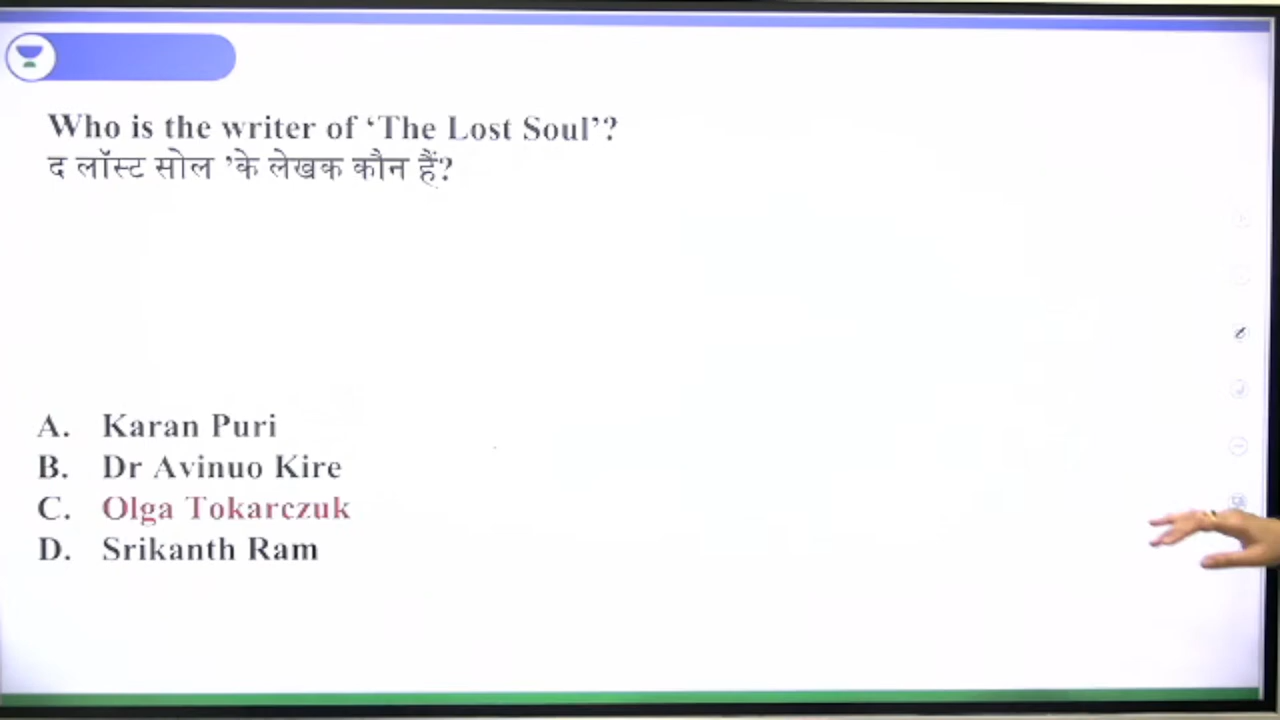 Who is the writer of ‘The Lost Soul’?
द लॉस्ट सोल ’के लेखक कौन हैं?
A. Karan Puri
B. Dr Avinuo Kire
C. Olga Tokarczuk
D. Srikanth Ram